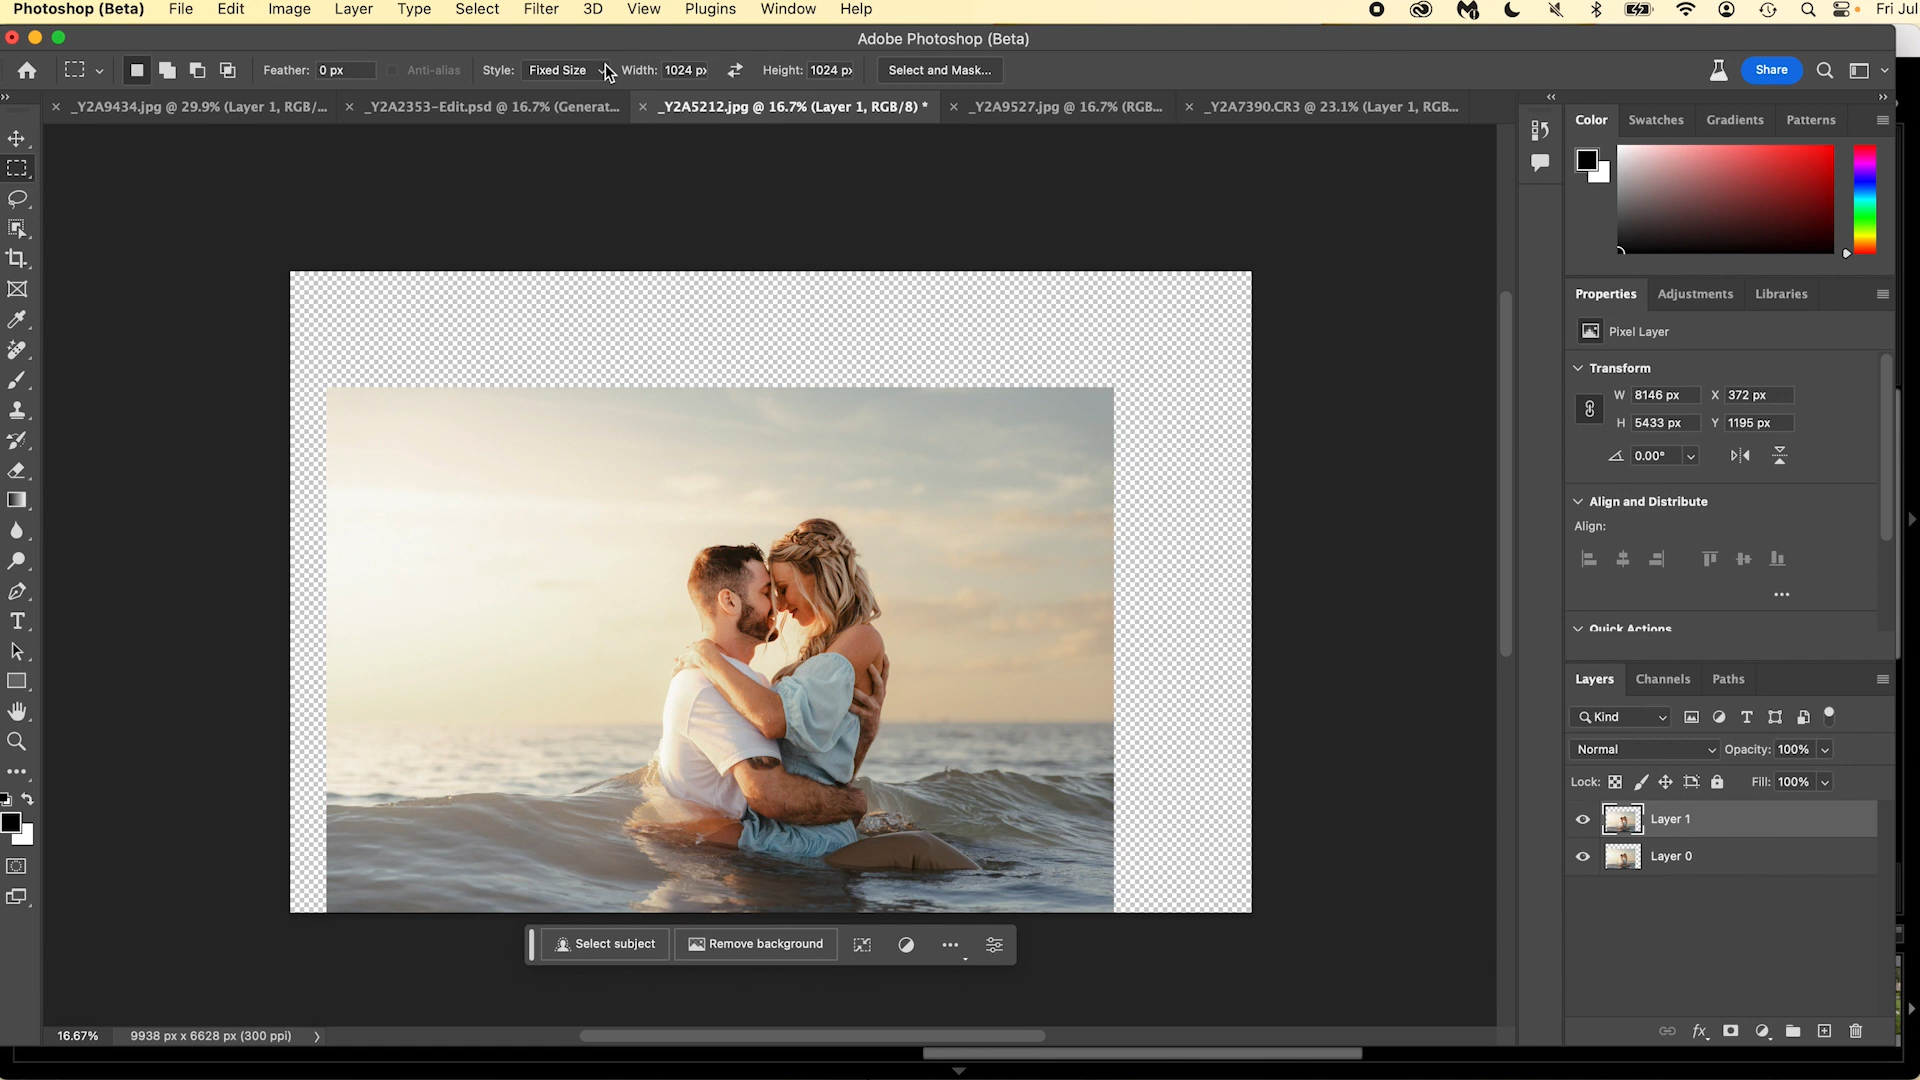 Photoshop (Beta) File Edit Image Layer Type Select Filter 3D View Plugins Window Help Fri Jul
Adobe Photoshop (Beta)
Feather: 0 px Anti-alias Style: Fixed Size Width: 1024 px Height: 1024 px Select and Mask... Share
_Y2A9434.jpg @ 29.9% (Layer 1, RGB/... _Y2A2353-Edit.psd @ 16.7% (Generat... _Y2A5212.jpg @ 16.7% (Layer 1, RGB/8) * _Y2A9527.jpg @ 16.7% (RGB... _Y2A7390.CR3 @ 23.1% (Layer 1, RGB...
Color Swatches Gradients Patterns
Properties Adjustments Libraries
Pixel Layer
Transform
W 8146 px X 372 px
H 5433 px Y 1195 px
0.00°
Align and Distribute
Align:
Quick Actions
Layers Channels Paths
Kind
Normal Opacity: 100%
Lock: Fill: 100%
Layer 1
Layer 0
Select subject Remove background
16.67% 9938 px x 6628 px (300 ppi)